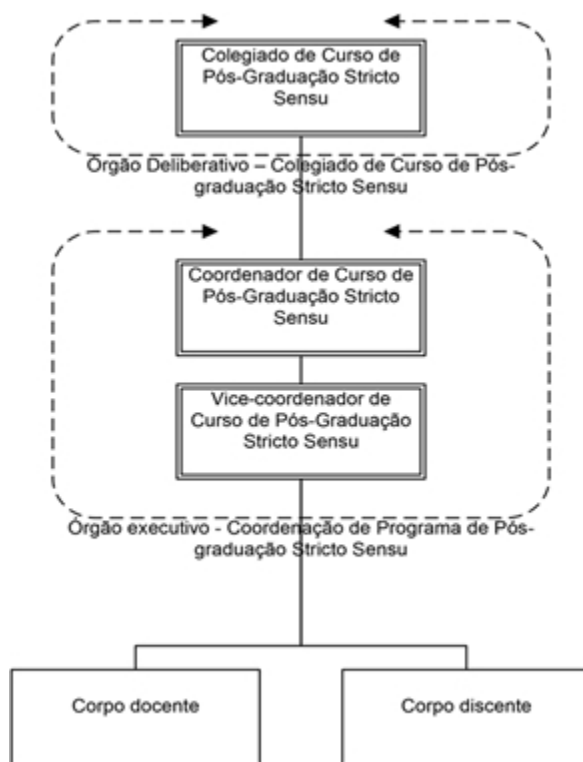 Colegiado de Curso de
Pós-Graduação Stricto
Sensu
Órgão Deliberativo – Colegiado de Curso de Pós-
graduação Stricto Sensu
Coordenador de Curso de
Pós-Graduação Stricto
Sensu
Vice-coordenador de
Curso de Pós-Graduação
Stricto Sensu
Órgão executivo - Coordenação de Programa de Pós-
graduação Stricto Sensu
Corpo docente
Corpo discente